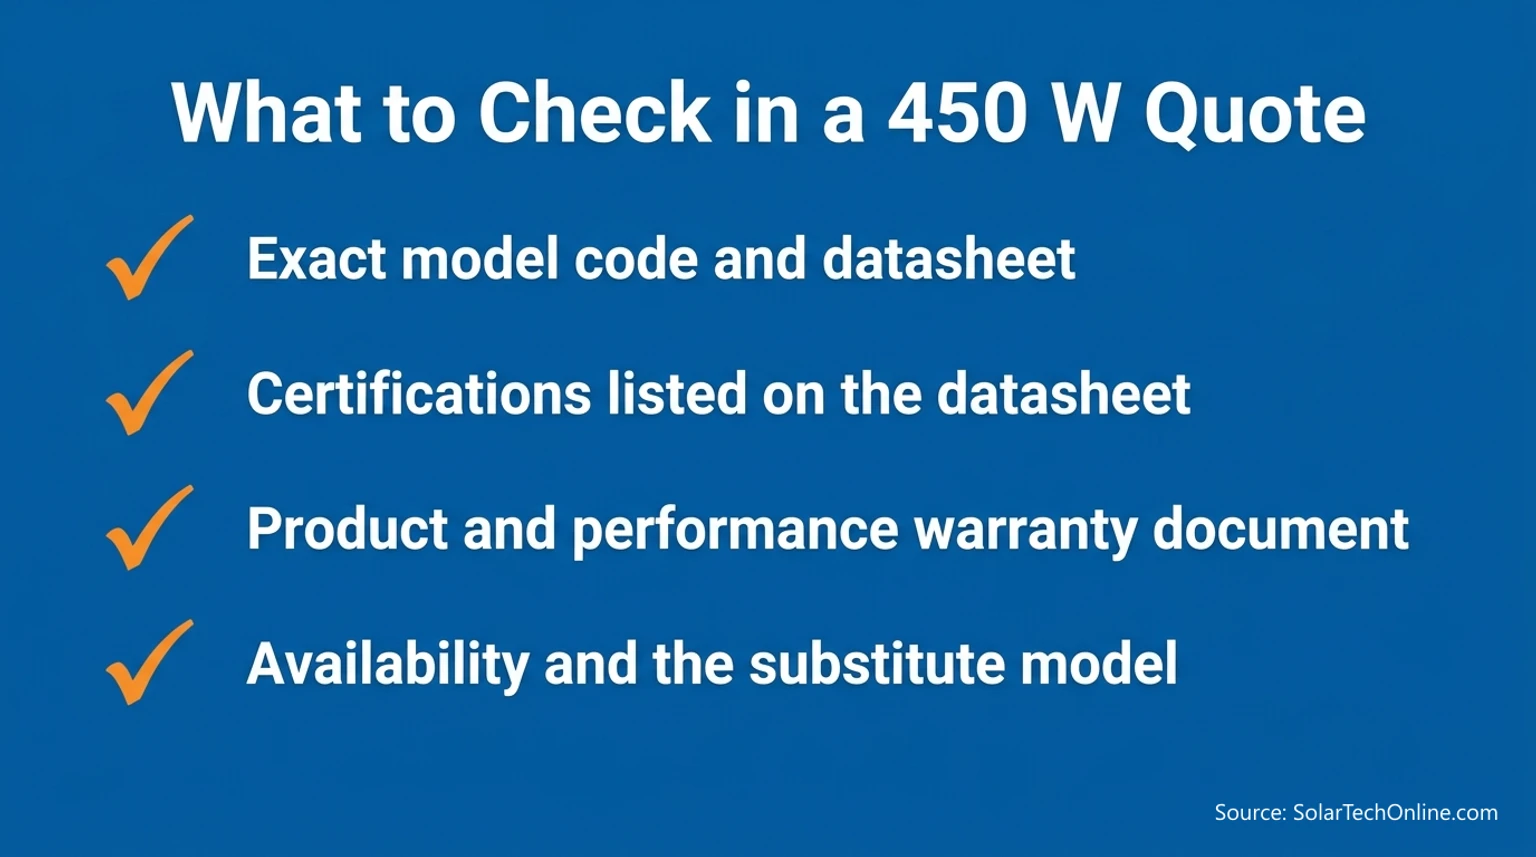 What to Check in a 450 W Quote
Exact model code and datasheet
Certifications listed on the datasheet
Product and performance warranty document
Availability and the substitute model
Source: SolarTechOnline.com